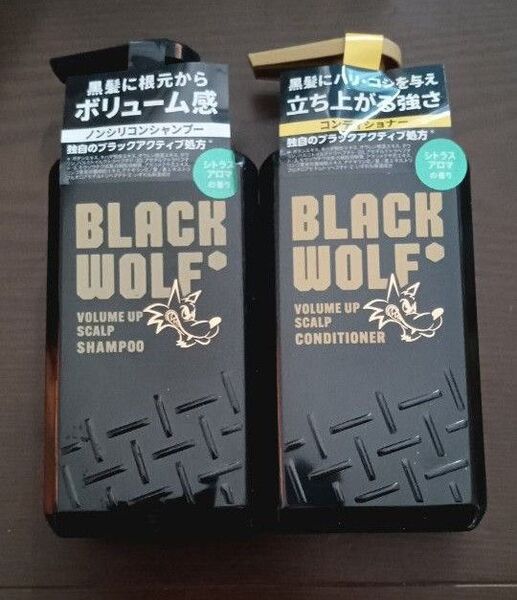 黒髪に根元から
ボリューム感
ノンシリコンシャンプー
独自のブラックアクティブ処方*
シトラス
アロマ
の香り
BLACK
WOLF
VOLUME UP
SCALP
SHAMPOO
黒髪にハリ・コシを与え
立ち上がる強さ
コンディショナー
独自のブラックアクティブ処方*
シトラス
アロマ
の香り
BLACK
WOLF
VOLUME UP
SCALP
CONDITIONER